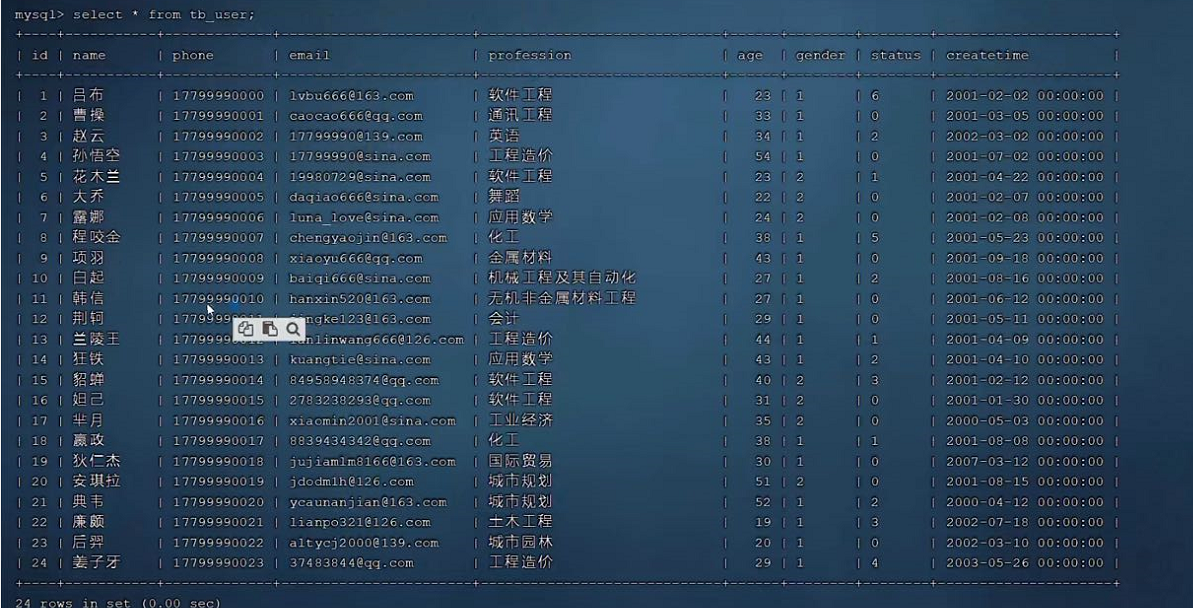 mysql> select * from tb_user;
+----+-----------+-------------+-----------------------+----------------------+------+--------+--------+---------------------+
| id | name | phone | email | profession | age | gender | status | createtime |
+----+-----------+-------------+-----------------------+----------------------+------+--------+--------+---------------------+
| 1 | 吕布 | 17799990000 | lvbu666@163.com | 软件工程 | 23 | 1 | 6 | 2001-02-02 00:00:00 |
| 2 | 曹操 | 17799990001 | caocao666@qq.com | 通讯工程 | 33 | 1 | 0 | 2001-03-05 00:00:00 |
| 3 | 赵云 | 17799990002 | 17799990@139.com | 英语 | 34 | 1 | 2 | 2002-03-02 00:00:00 |
| 4 | 孙悟空 | 17799990003 | 17799990@sina.com | 工程造价 | 54 | 1 | 0 | 2001-07-02 00:00:00 |
| 5 | 花木兰 | 17799990004 | 19980729@sina.com | 软件工程 | 23 | 2 | 1 | 2001-04-22 00:00:00 |
| 6 | 大乔 | 17799990005 | daqiao666@sina.com | 舞蹈 | 22 | 2 | 0 | 2001-02-07 00:00:00 |
| 7 | 露娜 | 17799990006 | luna_love@sina.com | 应用数学 | 24 | 2 | 0 | 2001-02-08 00:00:00 |
| 8 | 程咬金 | 17799990007 | chengyaojin@163.com | 化工 | 38 | 1 | 5 | 2001-05-23 00:00:00 |
| 9 | 项羽 | 17799990008 | xiaoyu666@qq.com | 金属材料 | 43 | 1 | 0 | 2001-09-18 00:00:00 |
| 10 | 白起 | 17799990009 | baiqi666@sina.com | 机械工程及其自动化 | 27 | 1 | 2 | 2001-08-16 00:00:00 |
| 11 | 韩信 | 17799990010 | hanxin520@163.com | 无机非金属材料工程 | 27 | 1 | 0 | 2001-06-12 00:00:00 |
| 12 | 荆轲 | | 会计 | 29 | 1 | 0 | 2001-05-11 00:00:00 |
| 13 | 兰陵王 | | 工程造价 | 44 | 1 | 1 | 2001-04-09 00:00:00 |
| 14 | 狂铁 | 17799990013 | kuangtie@sina.com | 应用数学 | 43 | 1 | 2 | 2001-04-10 00:00:00 |
| 15 | 貂蝉 | 17799990014 | 84958948374@qq.com | 软件工程 | 40 | 2 | 3 | 2001-02-12 00:00:00 |
| 16 | 妲己 | 17799990015 | 2783238293@qq.com | 软件工程 | 31 | 2 | 0 | 2001-01-30 00:00:00 |
| 17 | 芈月 | 17799990016 | xiaomin2001@sina.com | 工业经济 | 35 | 2 | 0 | 2000-05-03 00:00:00 |
| 18 | 嬴政 | 17799990017 | 8839434342@qq.com | 化工 | 38 | 1 | 1 | 2001-08-08 00:00:00 |
| 19 | 狄仁杰 | 17799990018 | jujiamlm8166@163.com | 国际贸易 | 30 | 1 | 0 | 2007-03-12 00:00:00 |
| 20 | 安琪拉 | 17799990019 | jdodm1h@126.com | 城市规划 | 51 | 2 | 0 | 2001-08-15 00:00:00 |
| 21 | 典韦 | 17799990020 | ycaunanjian@163.com | 城市规划 | 52 | 1 | 2 | 2000-04-12 00:00:00 |
| 22 | 廉颇 | 17799990021 | lianpo321@126.com | 土木工程 | 19 | 1 | 3 | 2002-07-18 00:00:00 |
| 23 | 后羿 | 17799990022 | altycj2000@139.com | 城市园林 | 20 | 1 | 0 | 2002-03-10 00:00:00 |
| 24 | 姜子牙 | 17799990023 | 37483844@qq.com | 工程造价 | 29 | 1 | 4 | 2003-05-26 00:00:00 |
+----+-----------+-------------+-----------------------+----------------------+------+--------+--------+---------------------+
24 rows in set (0.00 sec)